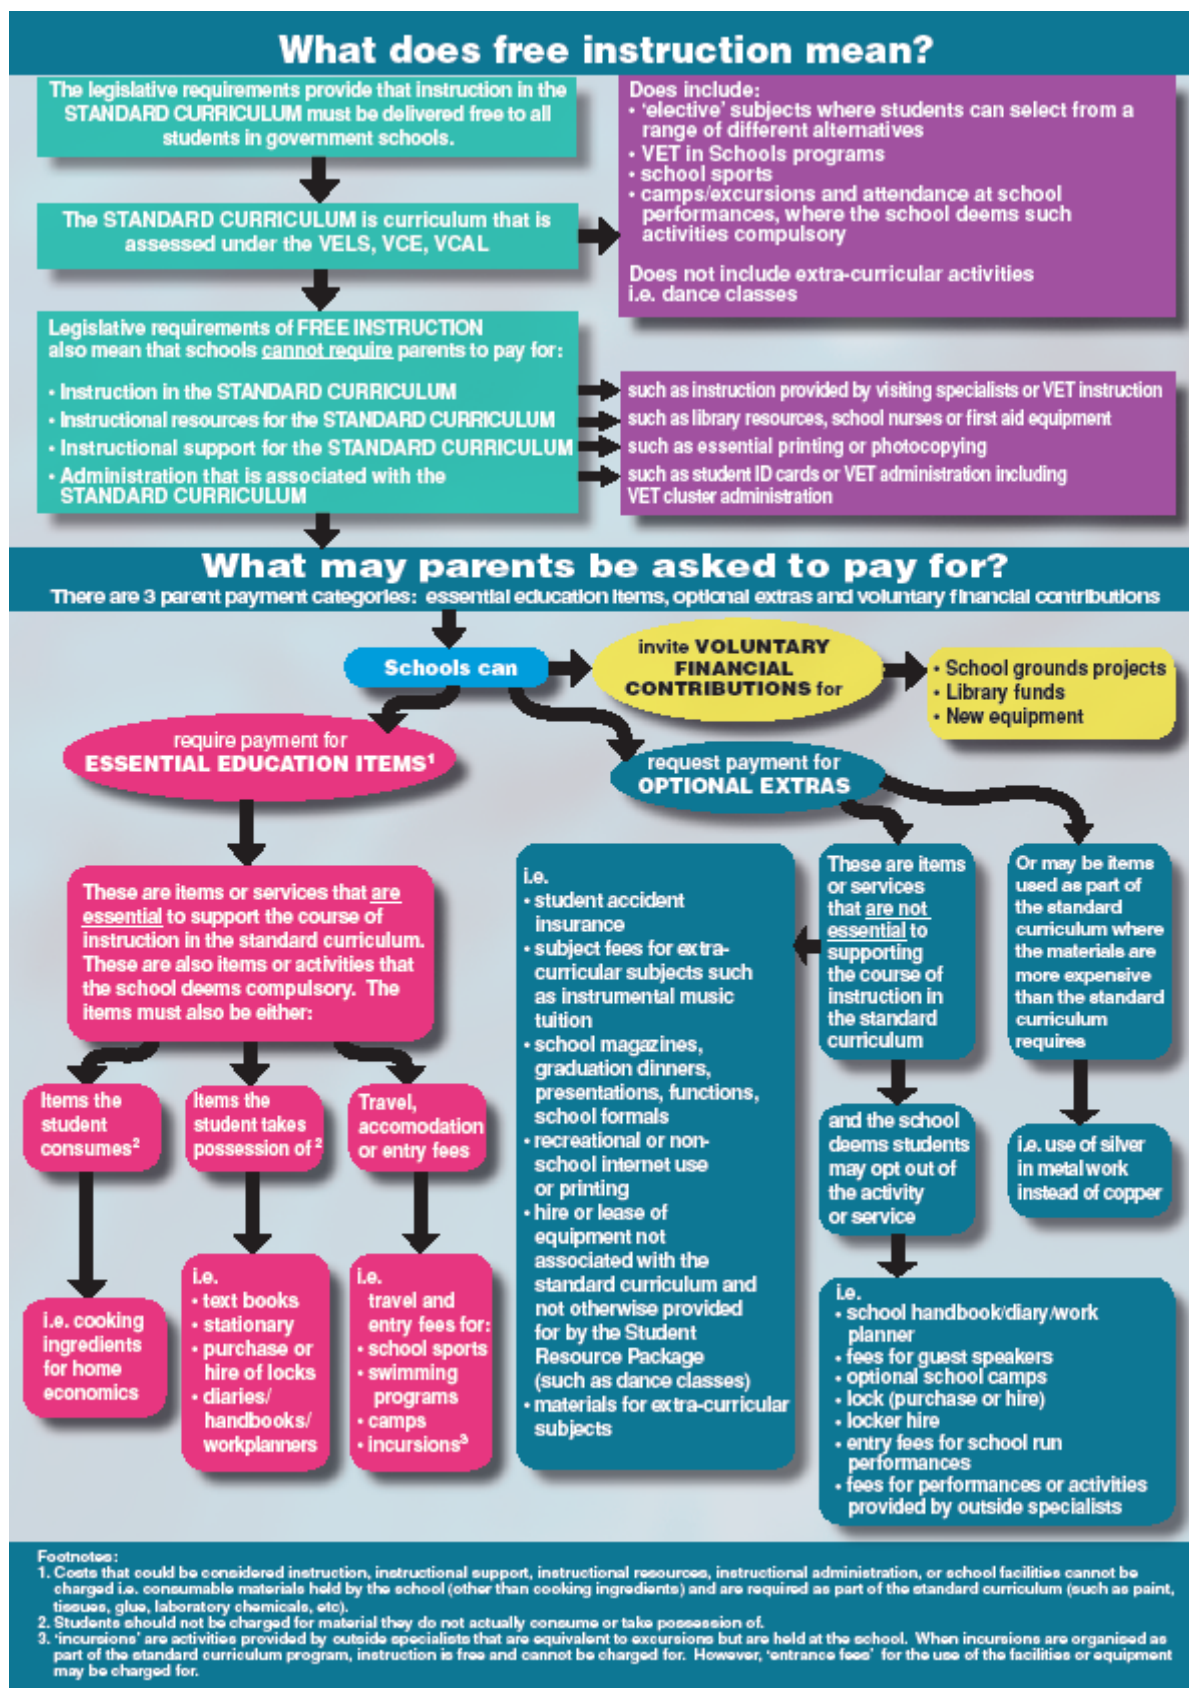 What does free instruction mean?
The legislative requirements provide that instruction in the
STANDARD CURRICULUM must be delivered free to all
students in government schools.
Does include:
• 'elective' subjects where students can select from a
range of different alternatives
• VET in Schools programs
• school sports
• camps/excursions and attendance at school
performances, where the school deems such
activities compulsory
Does not include extra-curricular activities
i.e. dance classes
The STANDARD CURRICULUM is curriculum that is
assessed under the VELS, VCE, VCAL
Legislative requirements of FREE INSTRUCTION
also mean that schools cannot require parents to pay for:
• Instruction in the STANDARD CURRICULUM
such as instruction provided by visiting specialists or VET instruction
• Instructional resources for the STANDARD CURRICULUM
such as library resources, school nurses or first aid equipment
• Instructional support for the STANDARD CURRICULUM
such as essential printing or photocopying
• Administration that is associated with the
STANDARD CURRICULUM
such as student ID cards or VET administration including
VET cluster administration
What may parents be asked to pay for?
There are 3 parent payment categories: essential education items, optional extras and voluntary financial contributions
Schools can
invite VOLUNTARY
FINANCIAL
CONTRIBUTIONS for
• School grounds projects
• Library funds
• New equipment
require payment for
ESSENTIAL EDUCATION ITEMS¹
request payment for
OPTIONAL EXTRAS
These are items or services that are
essential to support the course of
instruction in the standard curriculum.
These are also items or activities that
the school deems compulsory. The
items must also be either:
Items the
student
consumes²
Items the
student takes
possession of ²
Travel,
accomodation
or entry fees
i.e. cooking
ingredients
for home
economics
i.e.
• text books
• stationary
• purchase or
hire of locks
• diaries/
handbooks/
workplanners
i.e.
travel and
entry fees for:
• school sports
• swimming
programs
• camps
• incursions³
i.e.
• student accident
insurance
• subject fees for extra-
curricular subjects such
as instrumental music
tuition
• school magazines,
graduation dinners,
presentations, functions,
school formals
• recreational or non-
school internet use
or printing
• hire or lease of
equipment not
associated with the
standard curriculum and
not otherwise provided
for by the Student
Resource Package
(such as dance classes)
• materials for extra-curricular
subjects
These are items
or services
that are not
essential to
supporting
the course of
instruction in
the standard
curriculum
and the school
deems students
may opt out of
the activity
or service
i.e.
• school handbook/diary/work
planner
• fees for guest speakers
• optional school camps
• lock (purchase or hire)
• locker hire
• entry fees for school run
performances
• fees for performances or activities
provided by outside specialists
Or may be items
used as part of
the standard
curriculum where
the materials are
more expensive
than the standard
curriculum
requires
i.e. use of silver
in metal work
instead of copper
Footnotes:
1. Costs that could be considered instruction, instructional support, instructional resources, instructional administration, or school facilities cannot be
charged i.e. consumable materials held by the school (other than cooking ingredients) and are required as part of the standard curriculum (such as paint,
tissues, glue, laboratory chemicals, etc).
2. Students should not be charged for material they do not actually consume or take possession of.
3. 'incursions' are activities provided by outside specialists that are equivalent to excursions but are held at the school. When incursions are organised as
part of the standard curriculum program, instruction is free and cannot be charged for. However, 'entrance fees' for the use of the facilities or equipment
may be charged for.